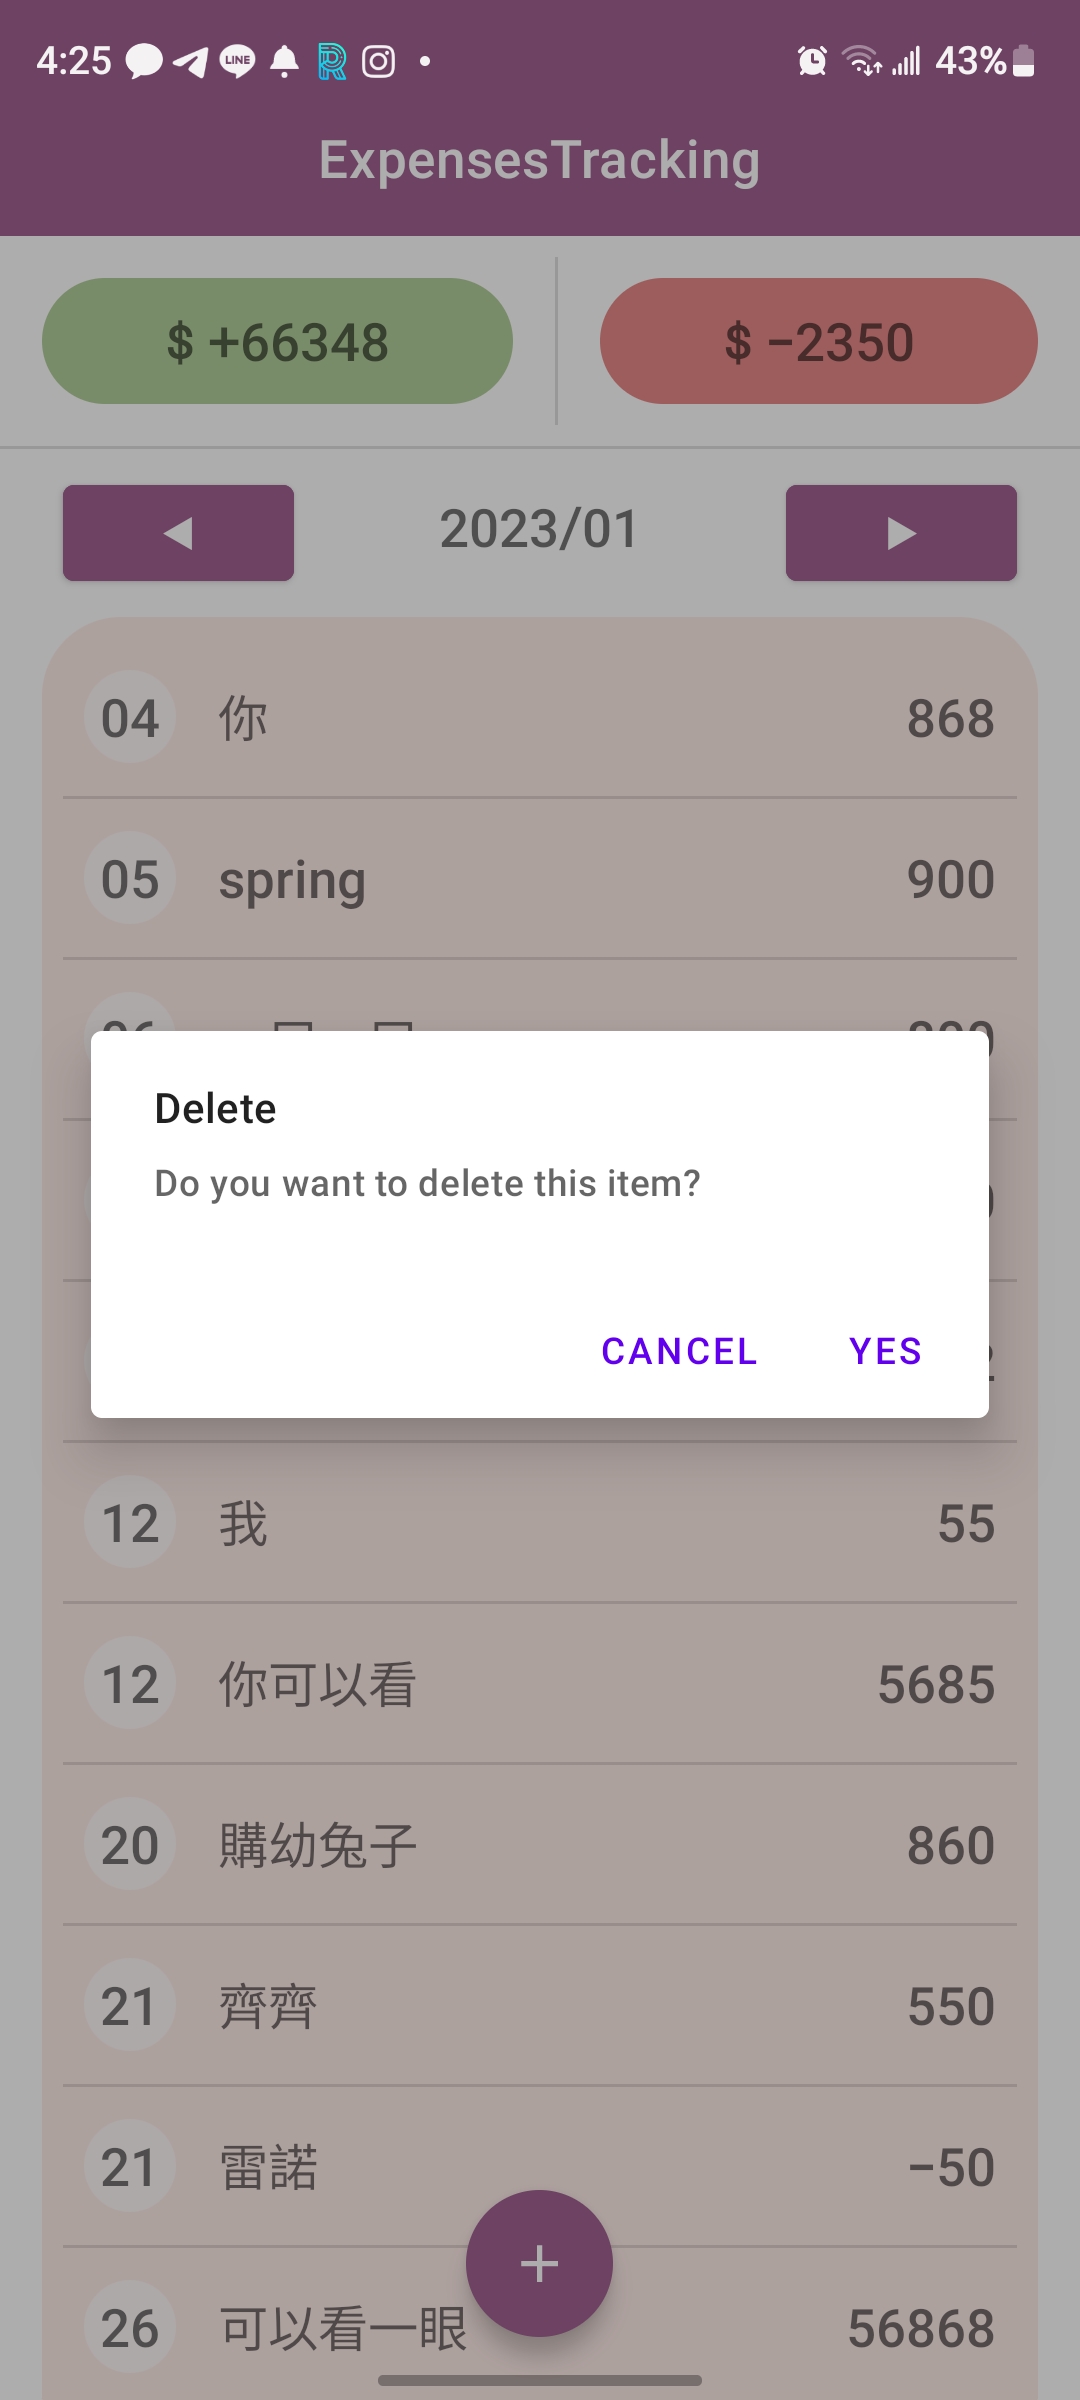 4:25 LINE 43%
ExpensesTracking
$ +66348 $ −2350
2023/01
04 你 868
05 spring 900
Delete
Do you want to delete this item?
CANCEL YES
12 我 55
12 你可以看 5685
20 購幼兔子 860
21 齊齊 550
21 雷諾 −50
+
26 可以看一眼 56868